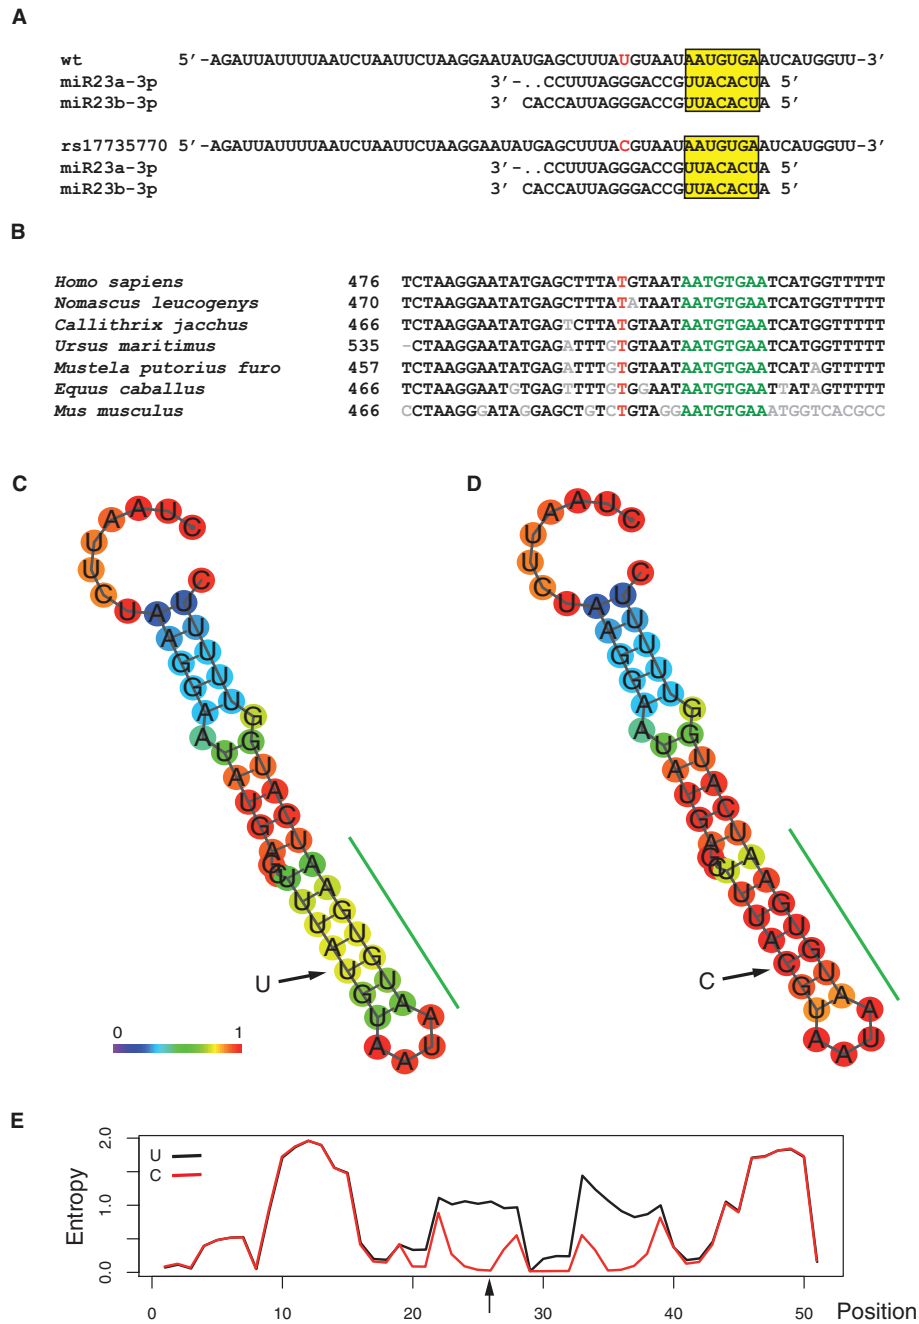 A
wt 5’-AGAUUAUUUUAAUCUAAUUCUAAGGAAUAUGAGCUUUAUGUAAUAAUGUGAAUCAUGGUU-3’
miR23a-3p 3’-..CCUUUAGGGACCGUUACACUA 5’
miR23b-3p 3’ CACCAUUAGGGACCGUUACACUA 5’
rs17735770 5’-AGAUUAUUUUAAUCUAAUUCUAAGGAAUAUGAGCUUUACGUAAUAAUGUGAAUCAUGGUU-3’
miR23a-3p 3’-..CCUUUAGGGACCGUUACACUA 5’
miR23b-3p 3’ CACCAUUAGGGACCGUUACACUA 5’
B
Homo sapiens 476 TCTAAGGAATATGAGCTTTATGTAATAATGTGAATCATGGTTTTT
Nomascus leucogenys 470 TCTAAGGAATATGAGCTTTATATAATAATGTGAATCATGGTTTTT
Callithrix jacchus 466 TCTAAGGAATATGAGTCTTATGTAATAATGTGAATCATGGTTTTT
Ursus maritimus 535 -CTAAGGAATATGAGATTTGTGTAATAATGTGAATCATGGTTTTT
Mustela putorius furo 457 TCTAAGGAATATGAGATTTGTGTAATAATGTGAATCATAGTTTTT
Equus caballus 466 TCTAAGGAATGTGAGTTTTGTGGAATAATGTGAATTATAGTTTTT
Mus musculus 466 CCTAAGGGATAGGAGCTGTCTGTAGGAATGTGAAATGGTCACGCC
C
D
U
C
0 1
E
2.0
1.0
0.0
Entropy
U
C
0 10 20 30 40 50 Position